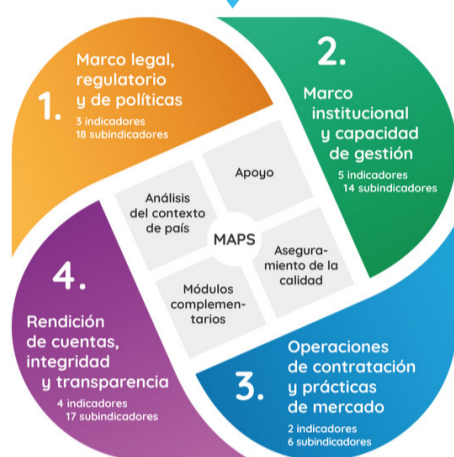 1.
Marco legal,
regulatorio
y de políticas
3 indicadores
18 subindicadores
2.
Marco
institucional
y capacidad
de gestión
5 indicadores
14 subindicadores
Análisis
del contexto
de país
Apoyo
MAPS
Módulos
complemen-
tarios
Asegura-
miento de la
calidad
4.
Rendición
de cuentas,
integridad
y transparencia
4 indicadores
17 subindicadores
3.
Operaciones
de contratación
y prácticas
de mercado
2 indicadores
6 subindicadores